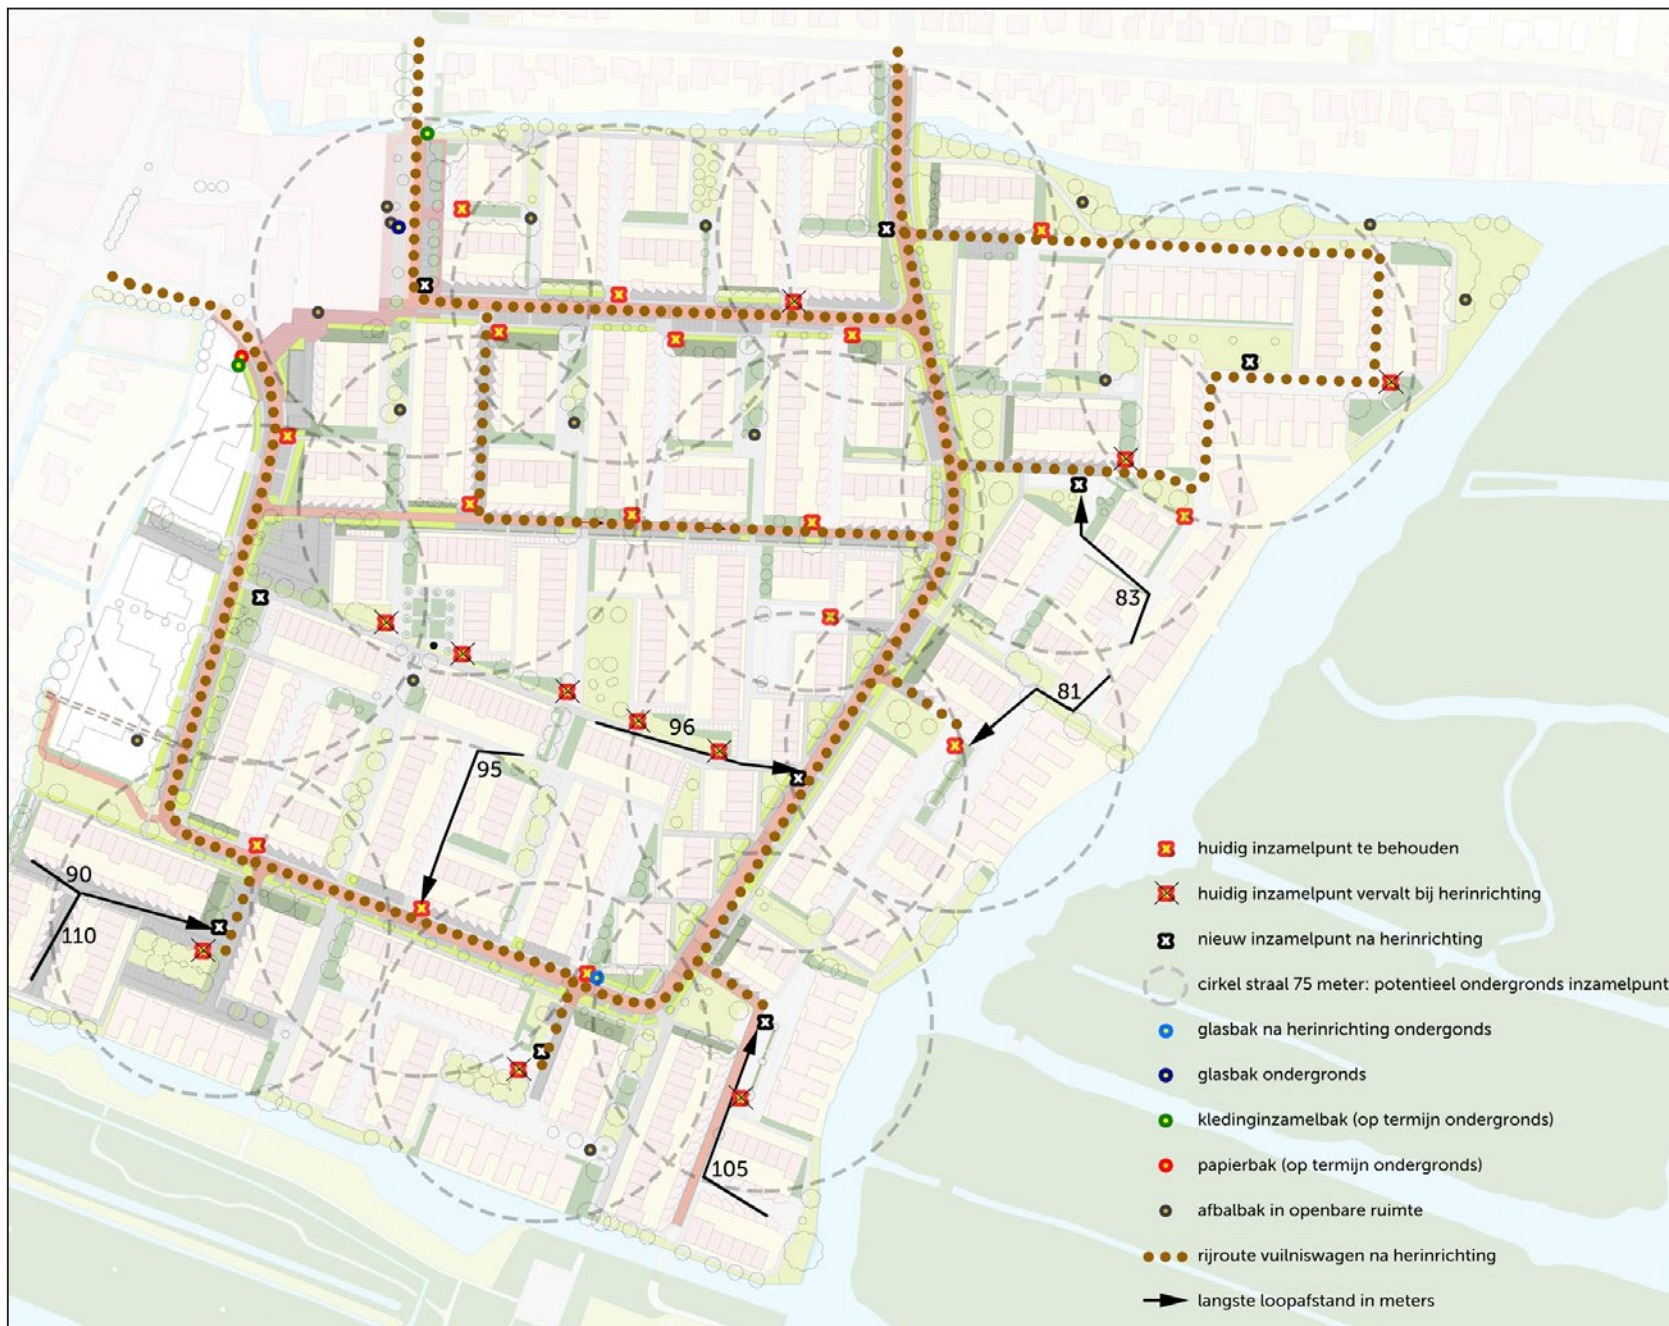 83
81
96
95
90
110
105
huidig inzamelpunt te behouden
huidig inzamelpunt vervalt bij herinrichting
nieuw inzamelpunt na herinrichting
cirkel straal 75 meter: potentieel ondergronds inzamelpunt
glasbak na herinrichting ondergonds
glasbak ondergronds
kledinginzamelbak (op termijn ondergronds)
papierbak (op termijn ondergronds)
afbalbak in openbare ruimte
rijroute vuilniswagen na herinrichting
langste loopafstand in meters